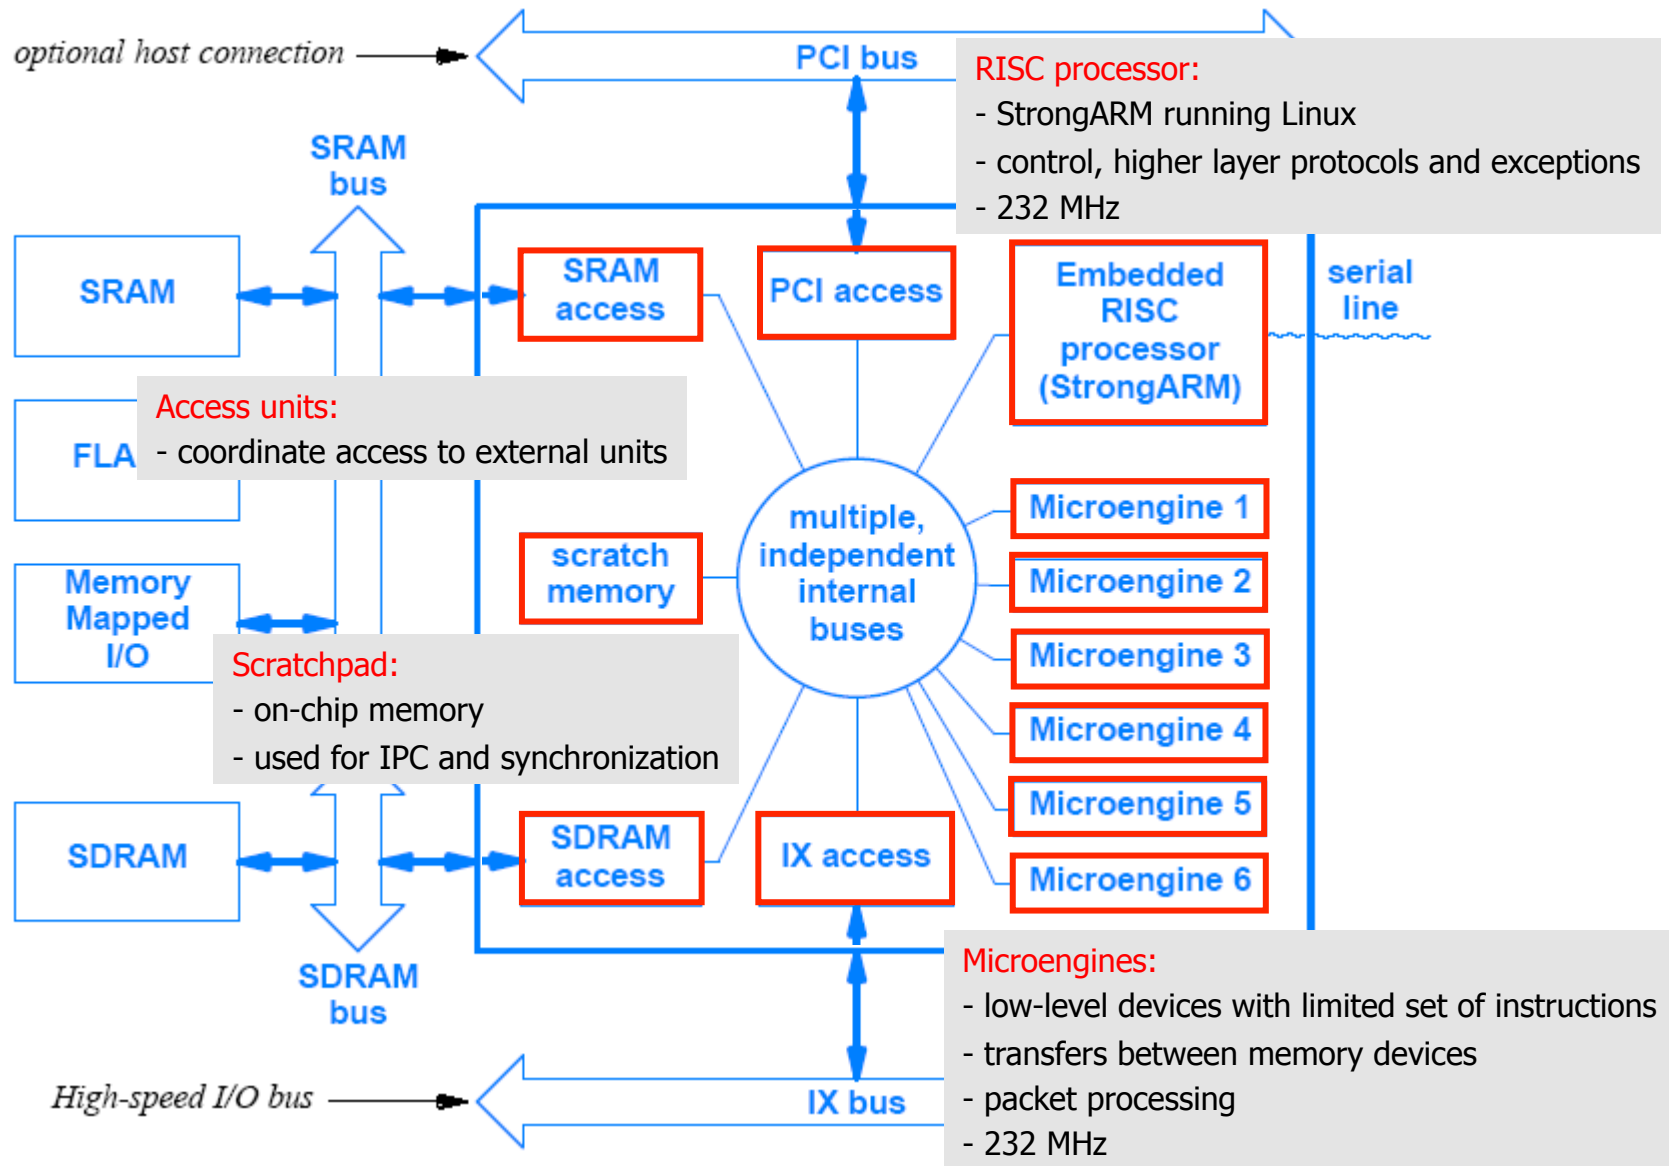 optional host connection
PCI bus
RISC processor:
- StrongARM running Linux
- control, higher layer protocols and exceptions
- 232 MHz
SRAM
bus
SRAM
SRAM
access
PCI access
Embedded
RISC
processor
(StrongARM)
serial
line
Access units:
- coordinate access to external units
FLA
multiple,
independent
internal
buses
scratch
memory
Microengine 1
Microengine 2
Microengine 3
Microengine 4
Microengine 5
Microengine 6
Memory
Mapped
I/O
Scratchpad:
- on-chip memory
- used for IPC and synchronization
SDRAM
SDRAM
access
IX access
SDRAM
bus
Microengines:
- low-level devices with limited set of instructions
- transfers between memory devices
- packet processing
- 232 MHz
High-speed I/O bus
IX bus